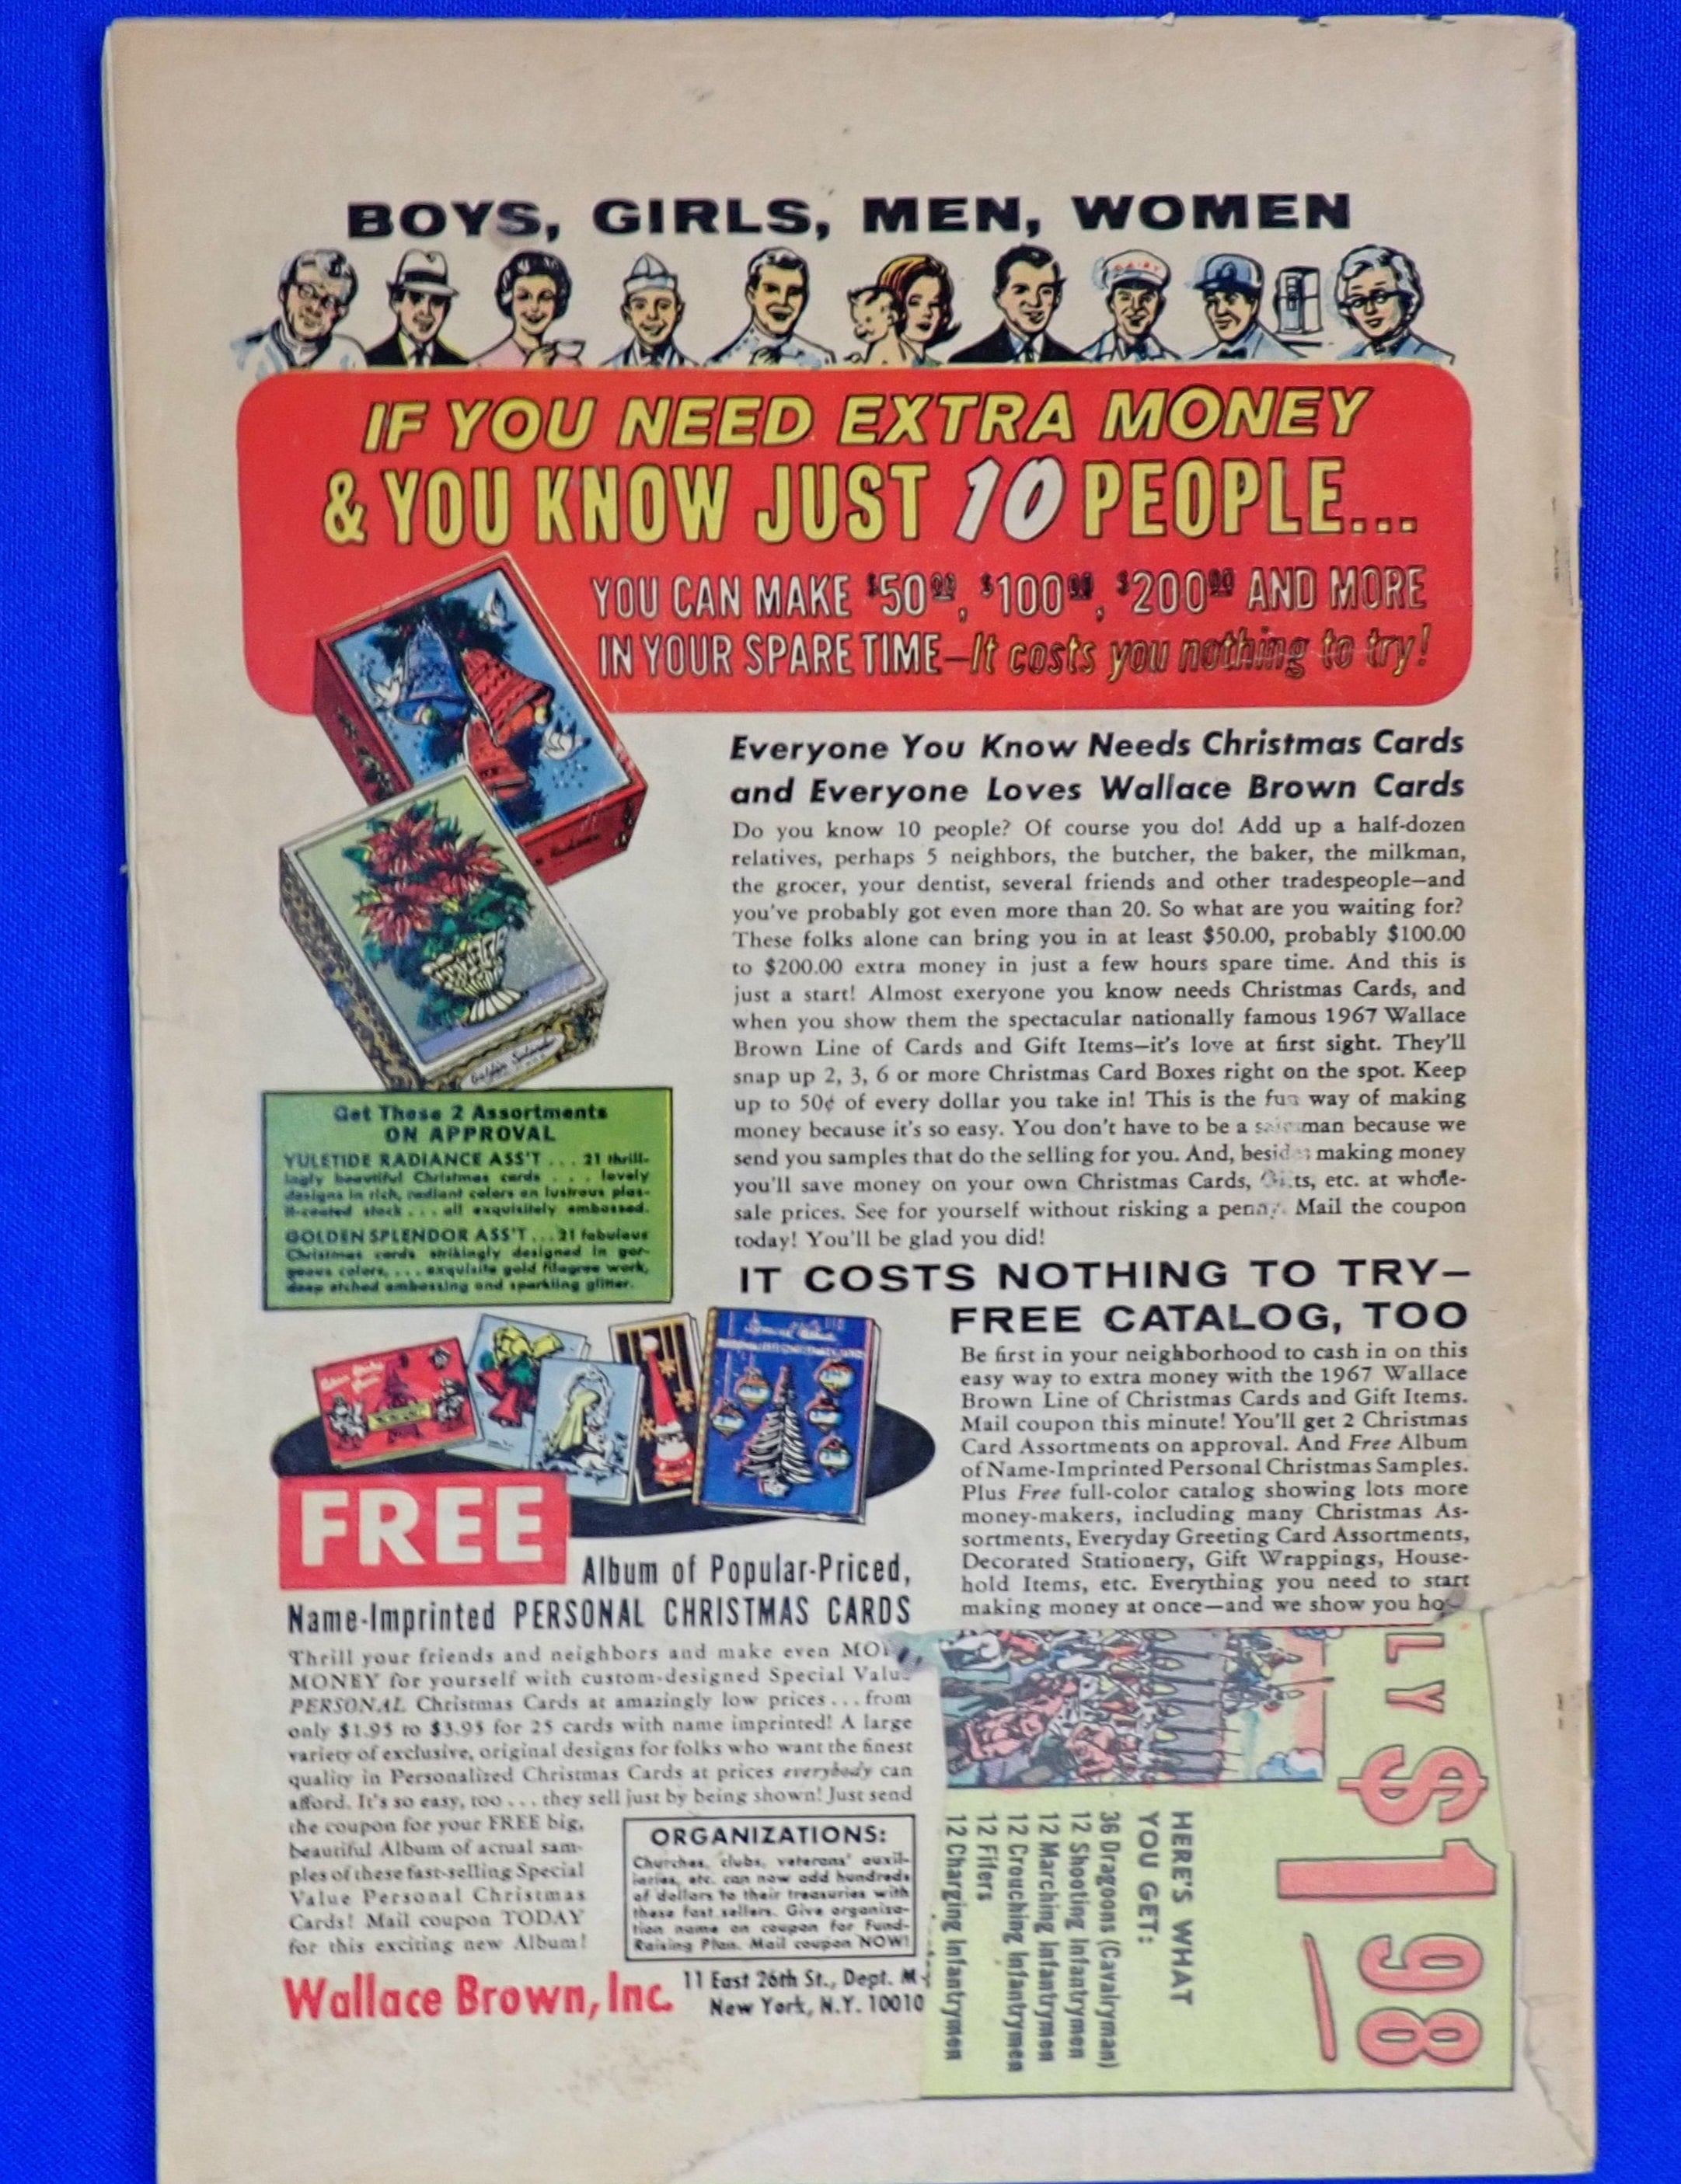 BOYS, GIRLS, MEN, WOMEN
DAIRY
IF YOU NEED EXTRA MONEY
& YOU KNOW JUST 10 PEOPLE...
YOU CAN MAKE $50.00, $100.00, $200.00 AND MORE
IN YOUR SPARE TIME—It costs you nothing to try!
Everyone You Know Needs Christmas Cards
and Everyone Loves Wallace Brown Cards
Do you know 10 people? Of course you do! Add up a half-dozen
relatives, perhaps 5 neighbors, the butcher, the baker, the milkman,
the grocer, your dentist, several friends and other tradespeople—and
you've probably got even more than 20. So what are you waiting for?
These folks alone can bring you in at least $50.00, probably $100.00
to $200.00 extra money in just a few hours spare time. And this is
just a start! Almost exeryone you know needs Christmas Cards, and
when you show them the spectacular nationally famous 1967 Wallace
Brown Line of Cards and Gift Items—it's love at first sight. They'll
snap up 2, 3, 6 or more Christmas Card Boxes right on the spot. Keep
up to 50¢ of every dollar you take in! This is the fun way of making
money because it's so easy. You don't have to be a man because we
send you samples that do the selling for you. And, besides making money
you'll save money on your own Christmas Cards, etc. at whole-
sale prices. See for yourself without risking a penny. Mail the coupon
today! You'll be glad you did!
Golden Splendor
Get These 2 Assortments
ON APPROVAL
YULETIDE RADIANCE ASS'T ... 21 thrill-
ingly beautiful Christmas cards . . . lovely
designs in rich, radiant colors on lustrous plas-
ti-coated stock . . . all exquisitely embossed.
GOLDEN SPLENDOR ASS'T ... 21 fabulous
Christmas cards strikingly designed in gor-
geous colors, . . . exquisite gold filagree work,
deep etched embossing and sparkling glitter.
IT COSTS NOTHING TO TRY—
FREE CATALOG, TOO
Be first in your neighborhood to cash in on this
easy way to extra money with the 1967 Wallace
Brown Line of Christmas Cards and Gift Items.
Mail coupon this minute! You'll get 2 Christmas
Card Assortments on approval. And Free Album
of Name-Imprinted Personal Christmas Samples.
Plus Free full-color catalog showing lots more
money-makers, including many Christmas As-
sortments, Everyday Greeting Card Assortments,
Decorated Stationery, Gift Wrappings, House-
hold Items, etc. Everything you need to start
making money at once—and we show you ho
FREE
Album of Popular-Priced,
Name-Imprinted PERSONAL CHRISTMAS CARDS
Thrill your friends and neighbors and make even MO
MONEY for yourself with custom-designed Special Value
PERSONAL Christmas Cards at amazingly low prices . . . from
only $1.95 to $3.95 for 25 cards with name imprinted! A large
variety of exclusive, original designs for folks who want the finest
quality in Personalized Christmas Cards at prices everybody can
afford. It's so easy, too . . . they sell just by being shown! Just send
the coupon for your FREE big,
beautiful Album of actual sam-
ples of these fast-selling Special
Value Personal Christmas
Cards! Mail coupon TODAY
for this exciting new Album!
ORGANIZATIONS:
Churches, clubs, veterans' auxil-
iaries, etc. can now add hundreds
of dollars to their treasuries with
these fast sellers. Give organiza-
tion name on coupon for Fund-
Raising Plan. Mail coupon NOW!
Wallace Brown, Inc.
11 East 26th St., Dept. M-
New York, N.Y. 10010
LY $198
HERE'S WHAT
YOU GET:
36 Dragoons (Cavalryman)
12 Shooting Infantrymen
12 Marching Infantrymen
12 Crouching Infantrymen
12 Fifers
12 Charging Infantrymen